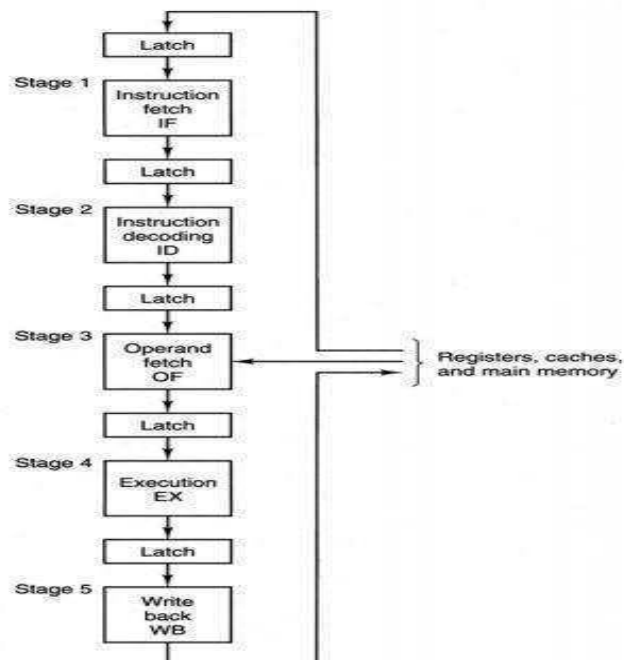 Latch
Stage 1
Instruction
fetch
IF
Latch
Stage 2
Instruction
decoding
ID
Latch
Stage 3
Operand
fetch
OF
Registers, caches,
and main memory
Latch
Stage 4
Execution
EX
Latch
Stage 5
Write
back
WB